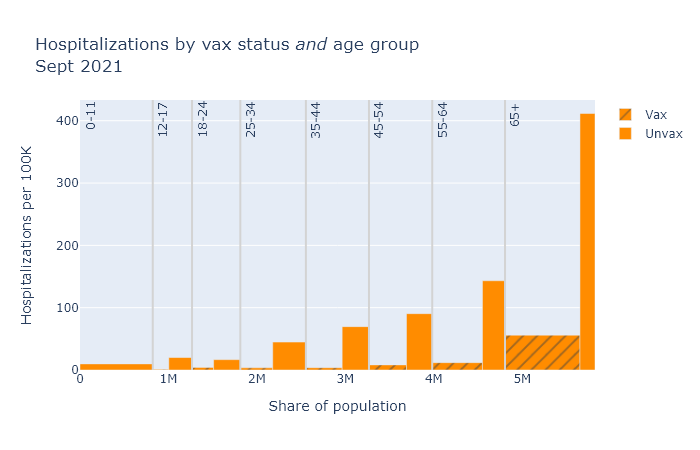 Hospitalizations by vax status and age group
Sept 2021
0-11
12-17
18-24
25-34
35-44
45-54
55-64
65+
Vax
Unvax
Hospitalizations per 100K
400
300
200
100
0
0
1M
2M
3M
4M
5M
Share of population